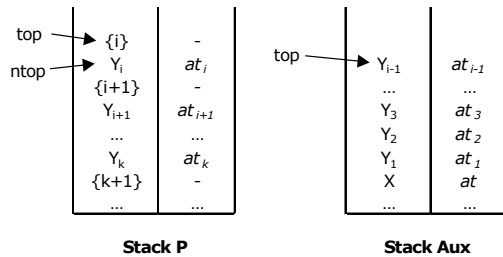 top {i} -
ntop Yi ati
{i+1} -
Yi+1 ati+1
... ...
Yk atk
{k+1} -
... ...
Stack P
top Yi-1 ati-1
... ...
Y3 at3
Y2 at2
Y1 at1
X at
... ...
Stack Aux